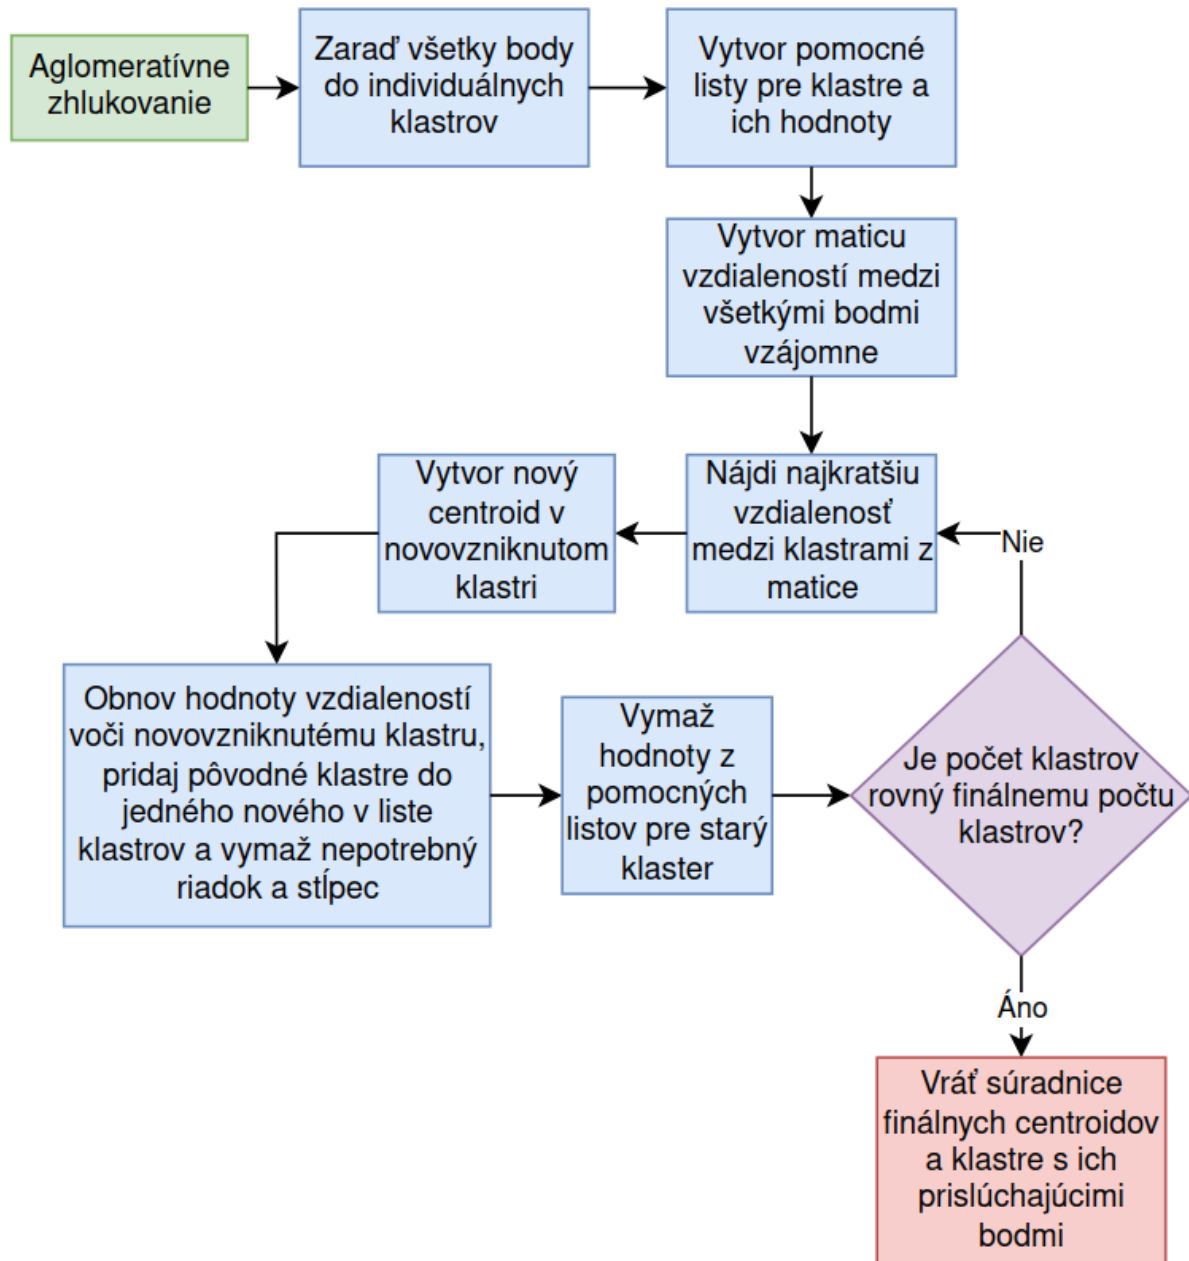 Aglomeratívne
zhlukovanie
Zaraď všetky body
do individuálnych
klastrov
Vytvor pomocné
listy pre klastre a
ich hodnoty
Vytvor maticu
vzdialeností medzi
všetkými bodmi
vzájomne
Nájdi najkratšiu
vzdialenosť
medzi klastrami z
matice
Vytvor nový
centroid v
novovzniknutom
klastri
Obnov hodnoty vzdialeností
voči novovzniknutému klastru,
pridaj pôvodné klastre do
jedného nového v liste
klastrov a vymaž nepotrebný
riadok a stĺpec
Vymaž
hodnoty z
pomocných
listov pre starý
klaster
Je počet klastrov
rovný finálnemu počtu
klastrov?
Nie
Áno
Vráť súradnice
finálnych centroidov
a klastre s ich
prislúchajúcimi
bodmi